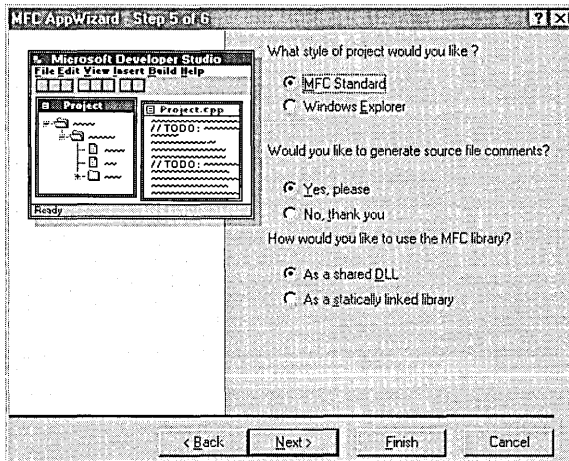 MFC AppWizard - Step 5 of 6
Microsoft Developer Studio
File Edit View Insert Build Help
Project
Project.cpp
//TODO:
//TODO:
Ready
What style of project would you like ?
MFC Standard
Windows Explorer
Would you like to generate source file comments?
Yes, please
No, thank you
How would you like to use the MFC library?
As a shared DLL
As a statically linked library
< Back
Next >
Finish
Cancel